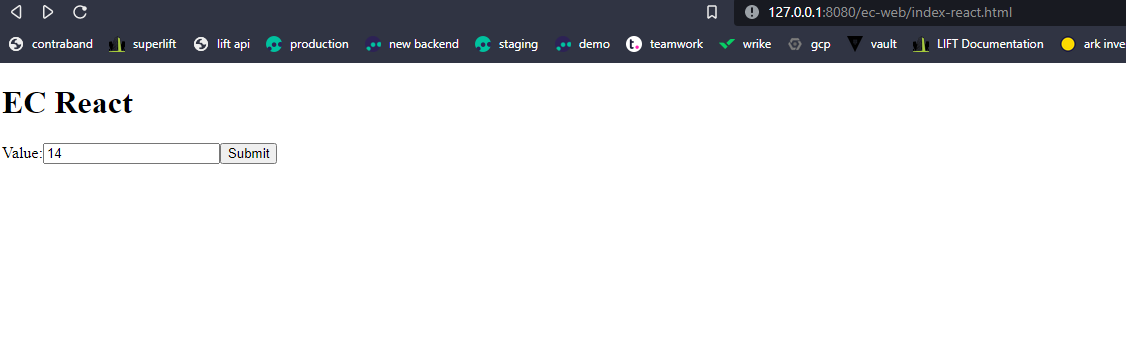 127.0.0.1:8080/ec-web/index-react.html
contraband superlift lift api production new backend staging demo t. teamwork wrike gcp vault LIFT Documentation ark inve
EC React
Value: 14 Submit